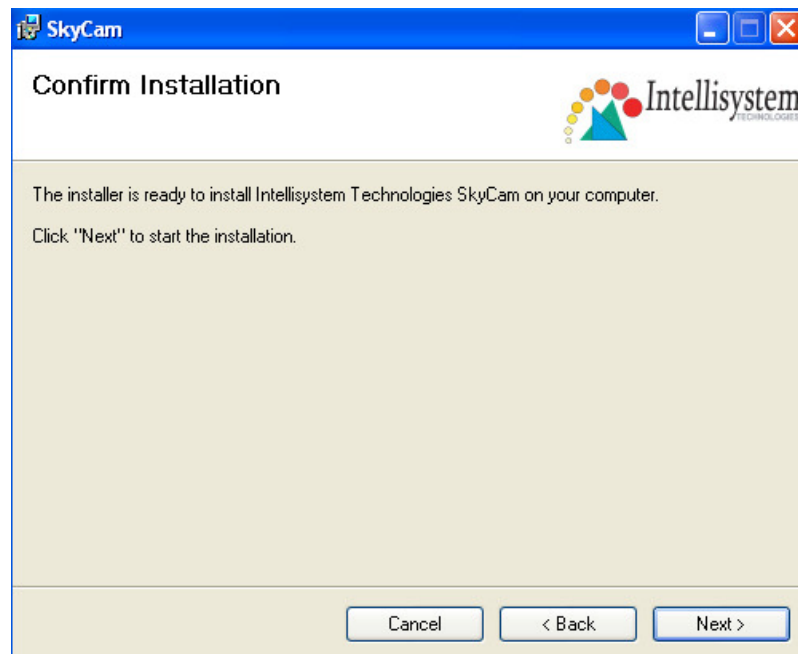 SkyCam
Confirm Installation
Intellisystem
TECHNOLOGIES
The installer is ready to install Intellisystem Technologies SkyCam on your computer.
Click "Next" to start the installation.
Cancel
< Back
Next >